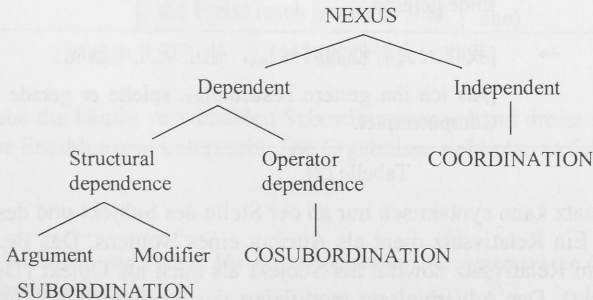 NEXUS
Dependent Independent
Structural Operator COORDINATION
dependence dependence
Argument Modifier COSUBORDINATION
SUBORDINATION